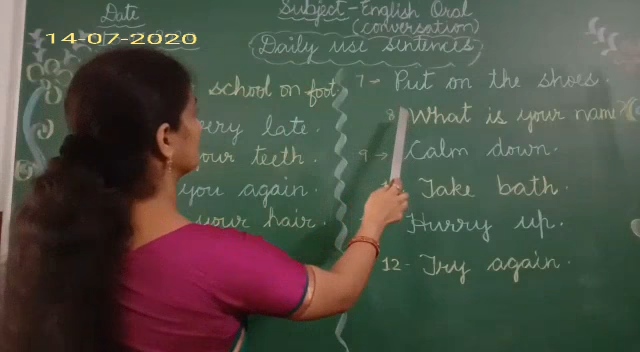 Date
Subject-English Oral
(conversation)
14-07-2020
Daily use sentences
school on foot.
very late.
your teeth.
you again.
your hair.
7→ Put on the shoes.
8 What is your name?
9→ Calm down.
Take bath.
Hurry up.
12- Try again.